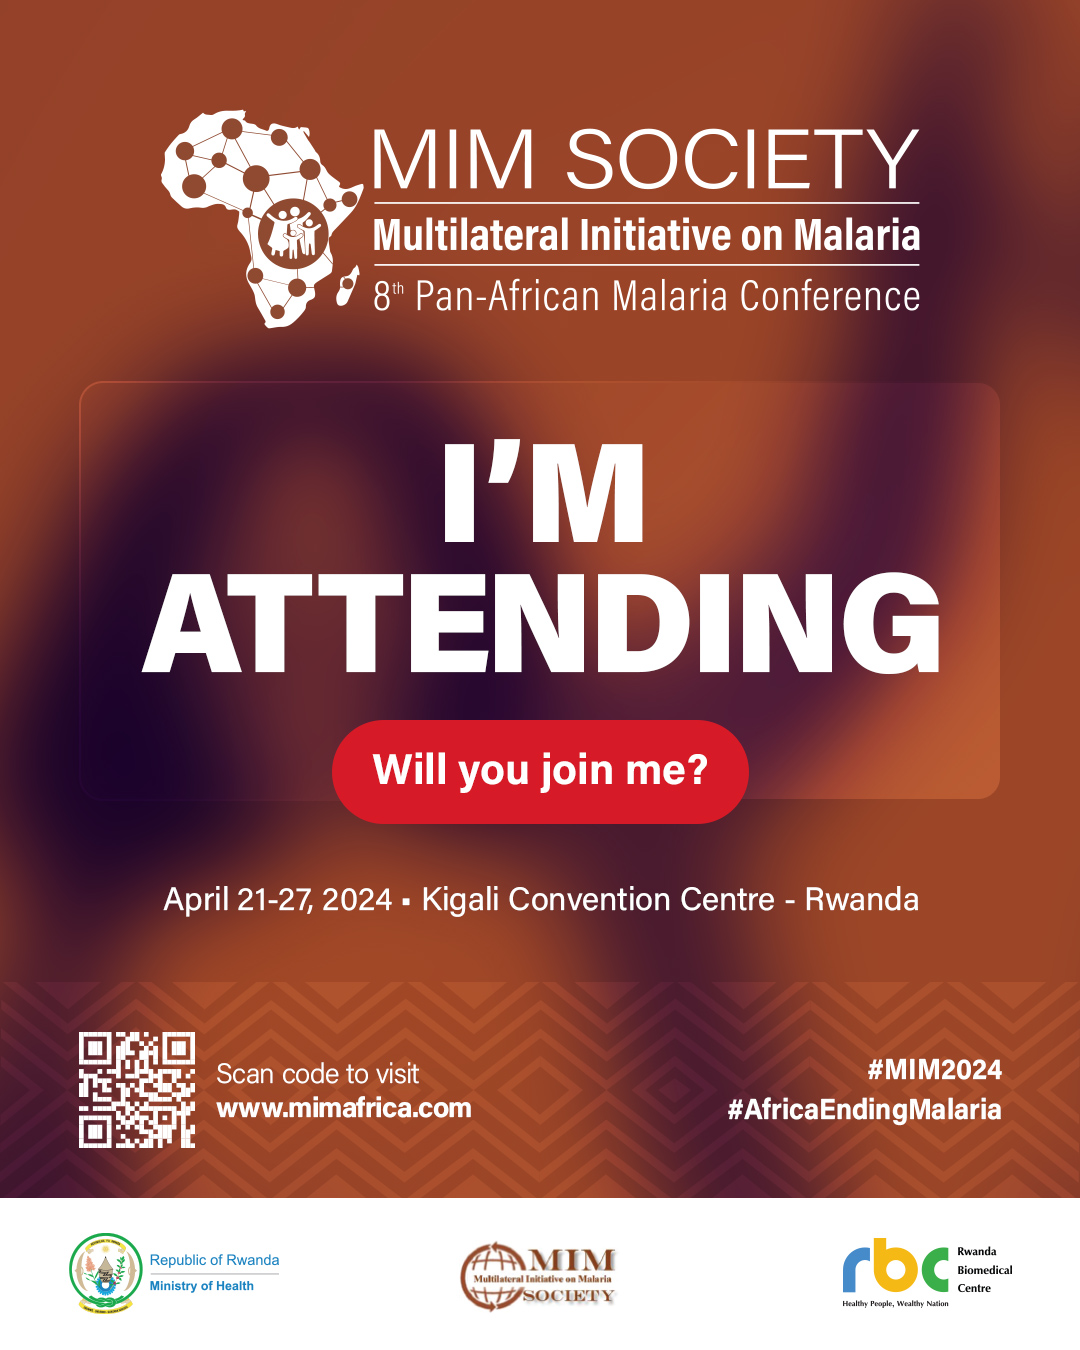 MIM SOCIETY
Multilateral Initiative on Malaria
8th Pan-African Malaria Conference
I'M
ATTENDING
Will you join me?
April 21-27, 2024 ▪ Kigali Convention Centre - Rwanda
Scan code to visit
www.mimafrica.com
#MIM2024
#AfricaEndingMalaria
Republic of Rwanda
Ministry of Health
MIM
Multilateral Initiative on Malaria
SOCIETY
rbc
Rwanda
Biomedical
Centre
Healthy People, Wealthy Nation